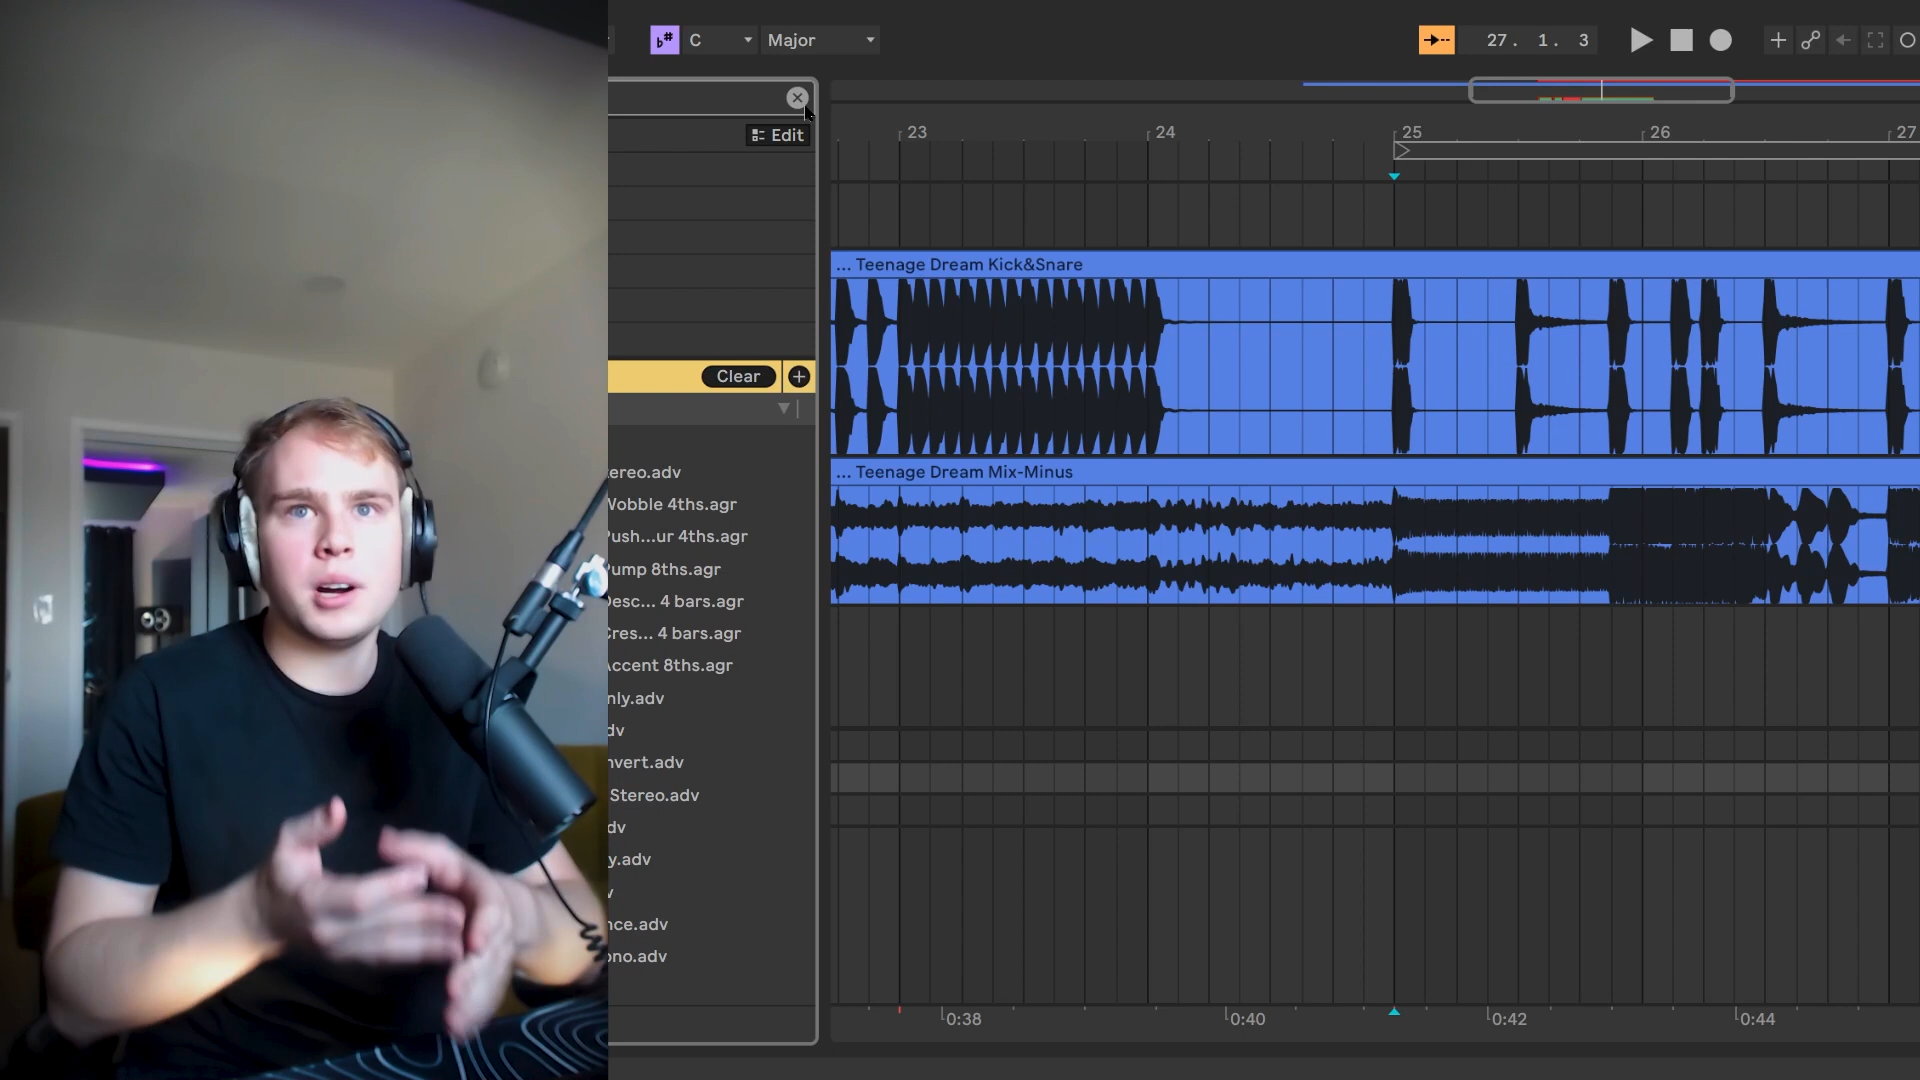 C
Major
27. 1. 3
Edit
23
24
25
26
27
... Teenage Dream Kick&Snare
Clear
... Teenage Dream Mix-Minus
ereo.adv
Wobble 4ths.agr
Push...ur 4ths.agr
Pump 8ths.agr
Desc... 4 bars.agr
Cres... 4 bars.agr
Accent 8ths.agr
nly.adv
dv
nvert.adv
Stereo.adv
dv
y.adv
v
nce.adv
ono.adv
0:38
0:40
0:42
0:44